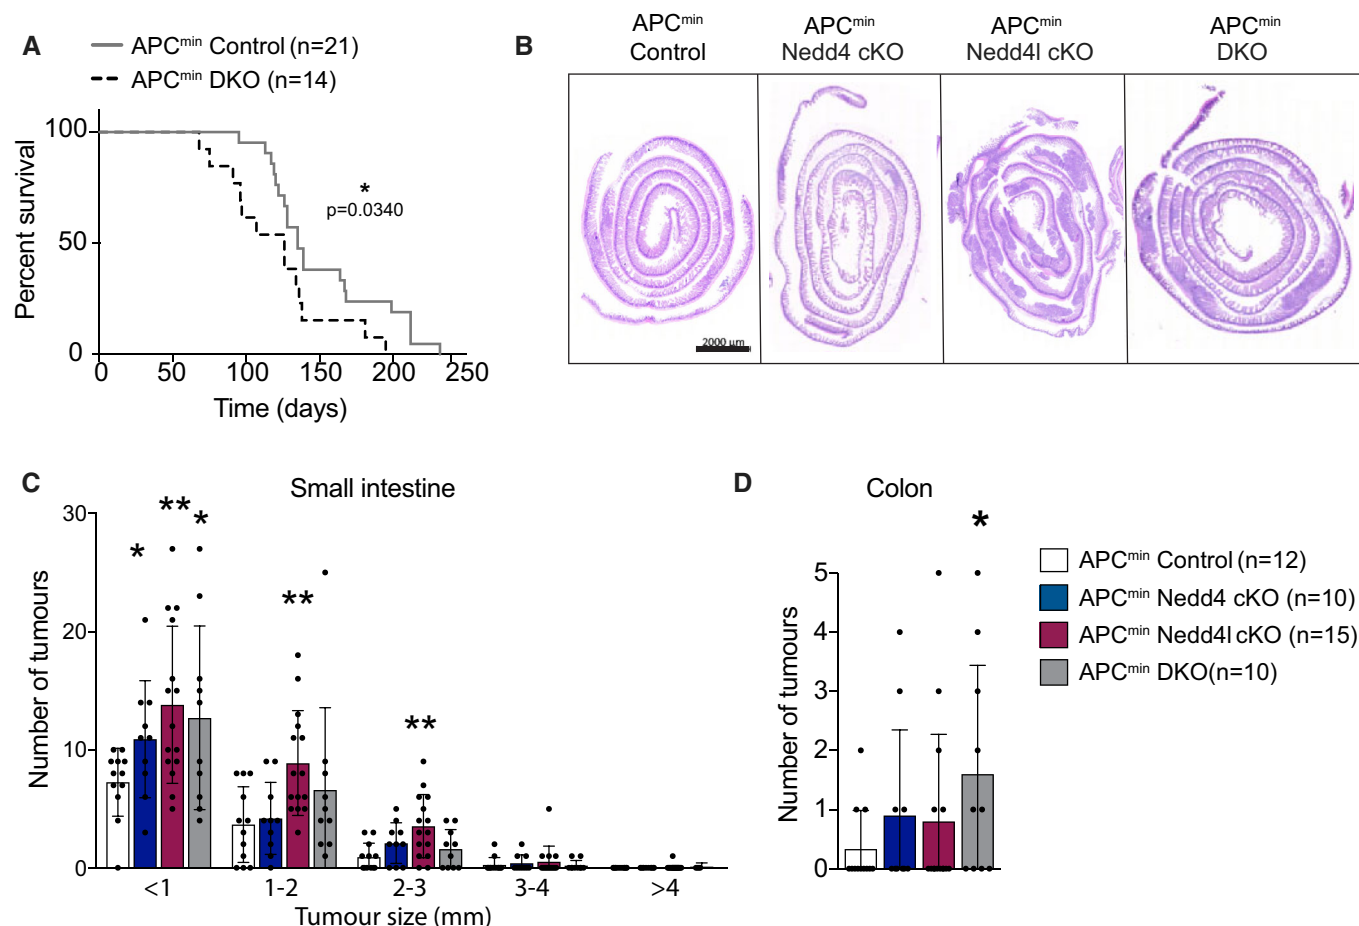 A
APCmin Control (n=21)
APCmin DKO (n=14)
100
50
0
Percent survival
*
p=0.0340
0 50 100 150 200 250
Time (days)
B
APCmin Control
APCmin Nedd4 cKO
APCmin Nedd4l cKO
APCmin DKO
2000 µm
C
Small intestine
30
20
10
0
Number of tumours
* ** *
**
**
<1 1-2 2-3 3-4 >4
Tumour size (mm)
D
Colon
*
5
4
3
2
1
0
Number of tumours
APCmin Control (n=12)
APCmin Nedd4 cKO (n=10)
APCmin Nedd4l cKO (n=15)
APCmin DKO(n=10)